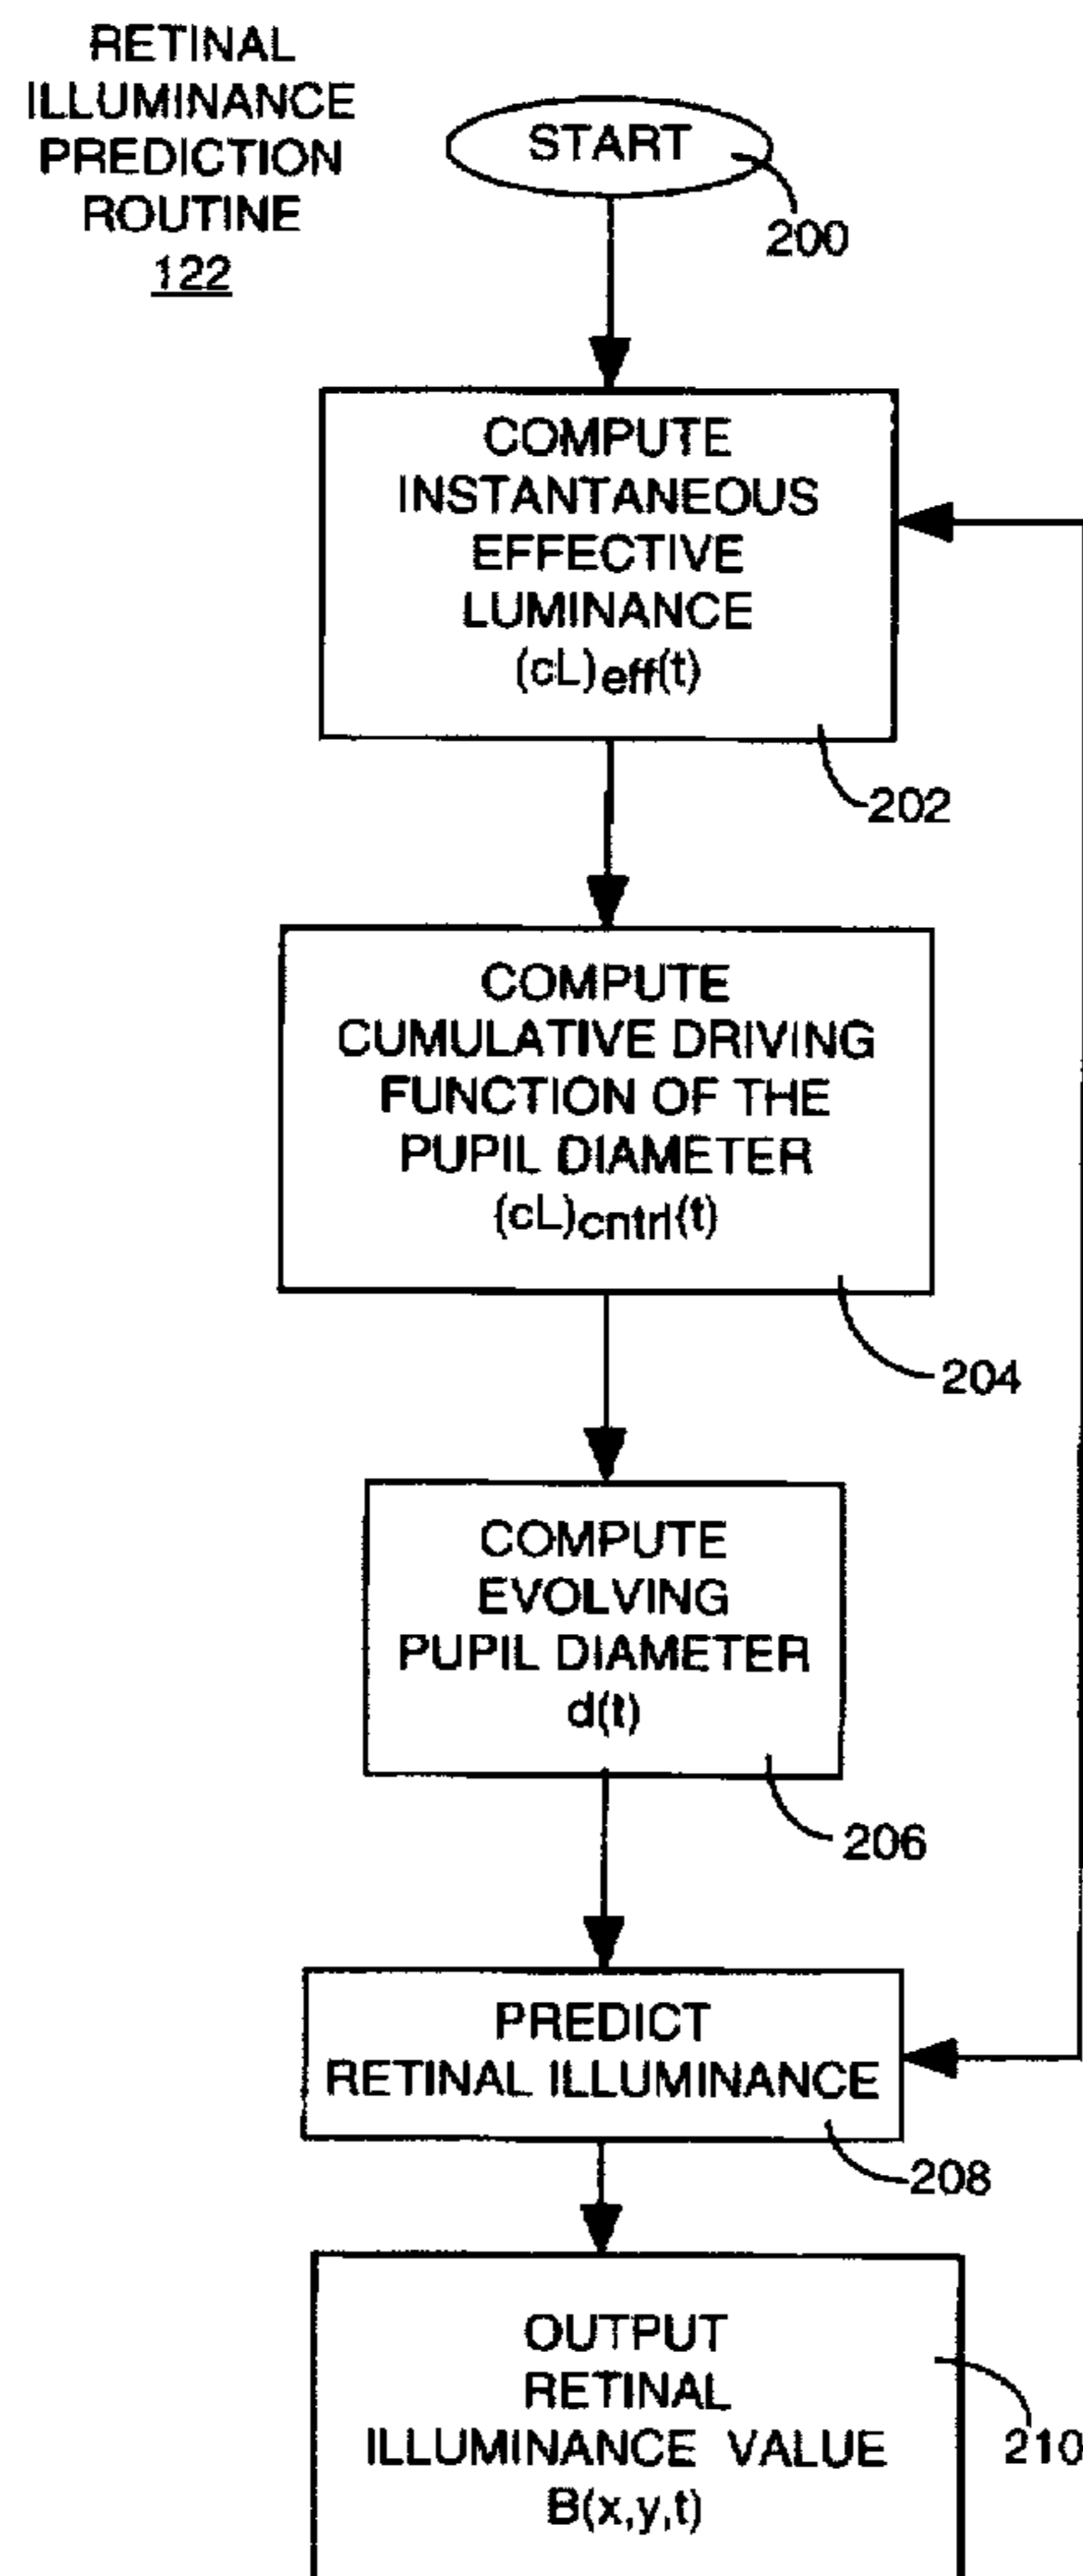 RETINAL
ILLUMINANCE
PREDICTION
ROUTINE
122
START
200
COMPUTE
INSTANTANEOUS
EFFECTIVE
LUMINANCE
(cL)eff(t)
202
COMPUTE
CUMULATIVE DRIVING
FUNCTION OF THE
PUPIL DIAMETER
(cL)cntrl(t)
204
COMPUTE
EVOLVING
PUPIL DIAMETER
d(t)
206
PREDICT
RETINAL ILLUMINANCE
208
OUTPUT
RETINAL
ILLUMINANCE VALUE
B(x,y,t)
210